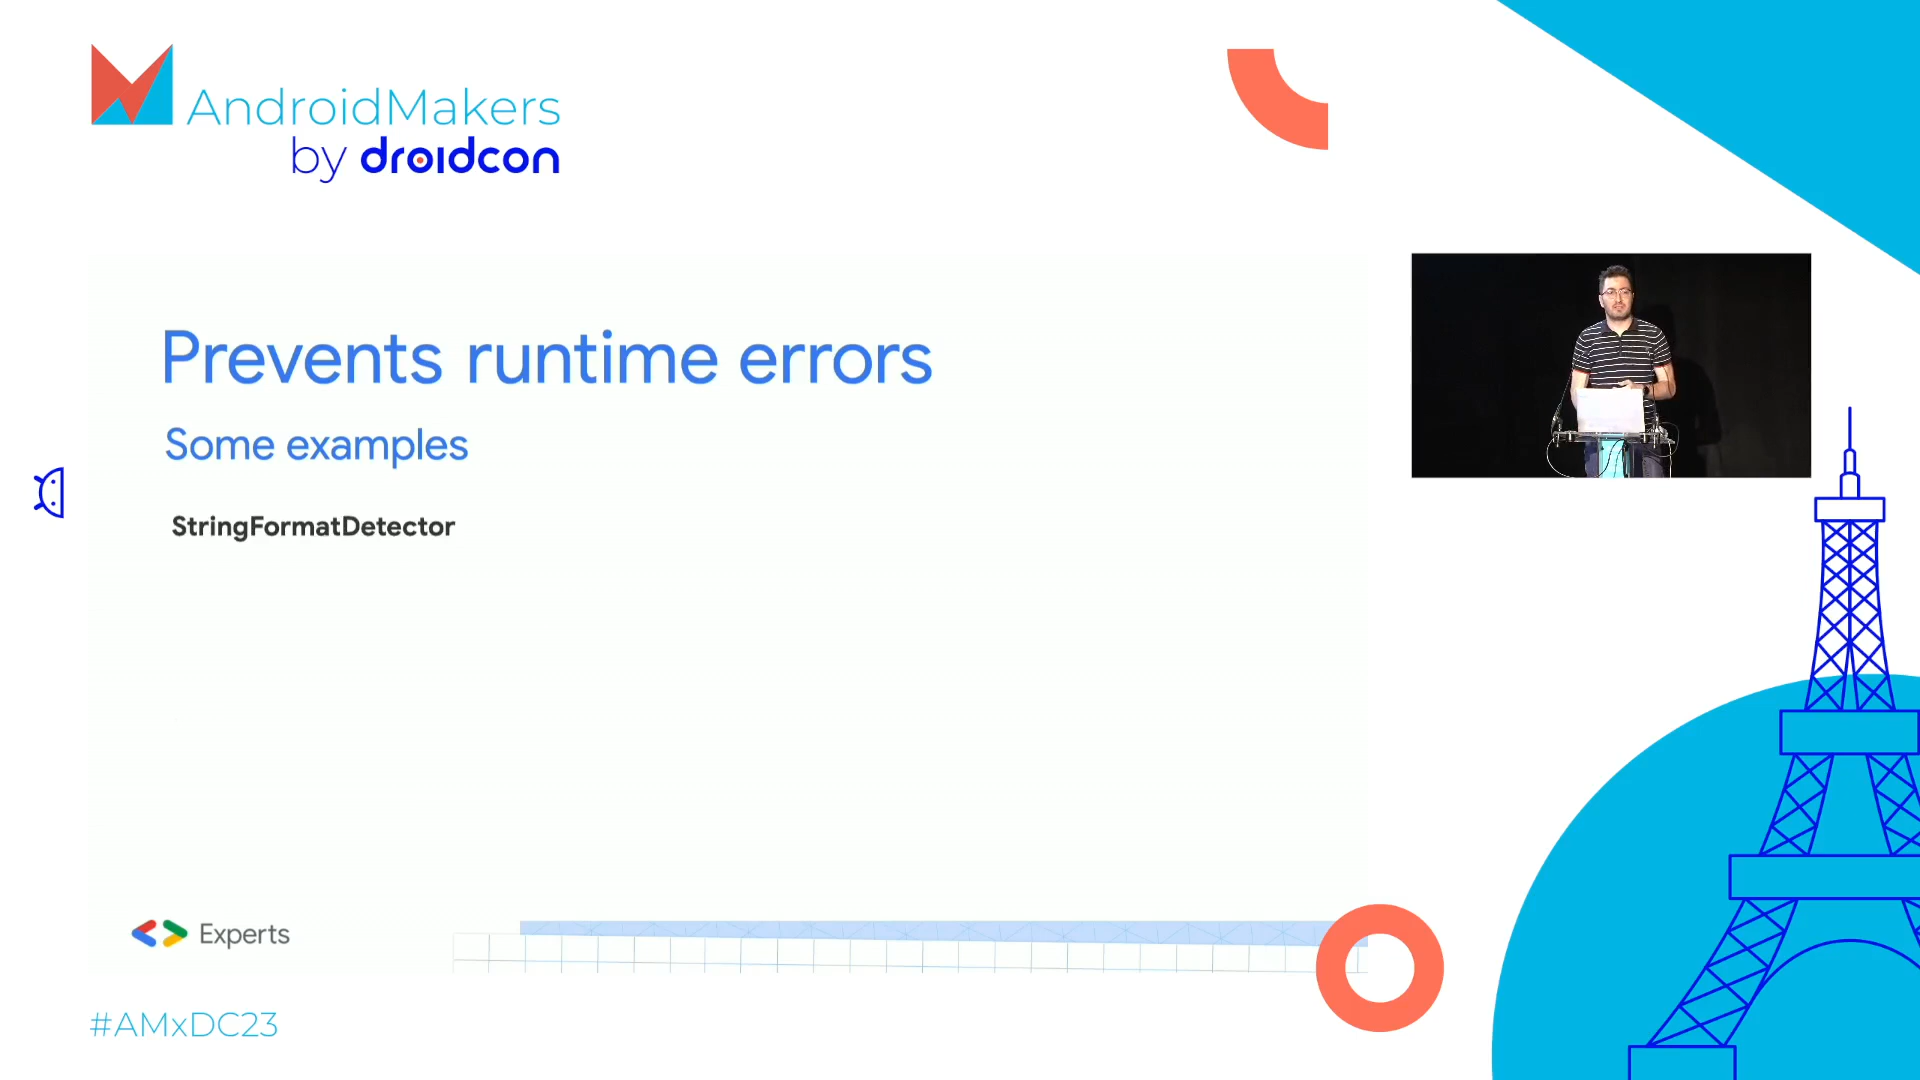 AndroidMakers
by droidcon
Prevents runtime errors
Some examples
StringFormatDetector
Experts
#AMxDC23